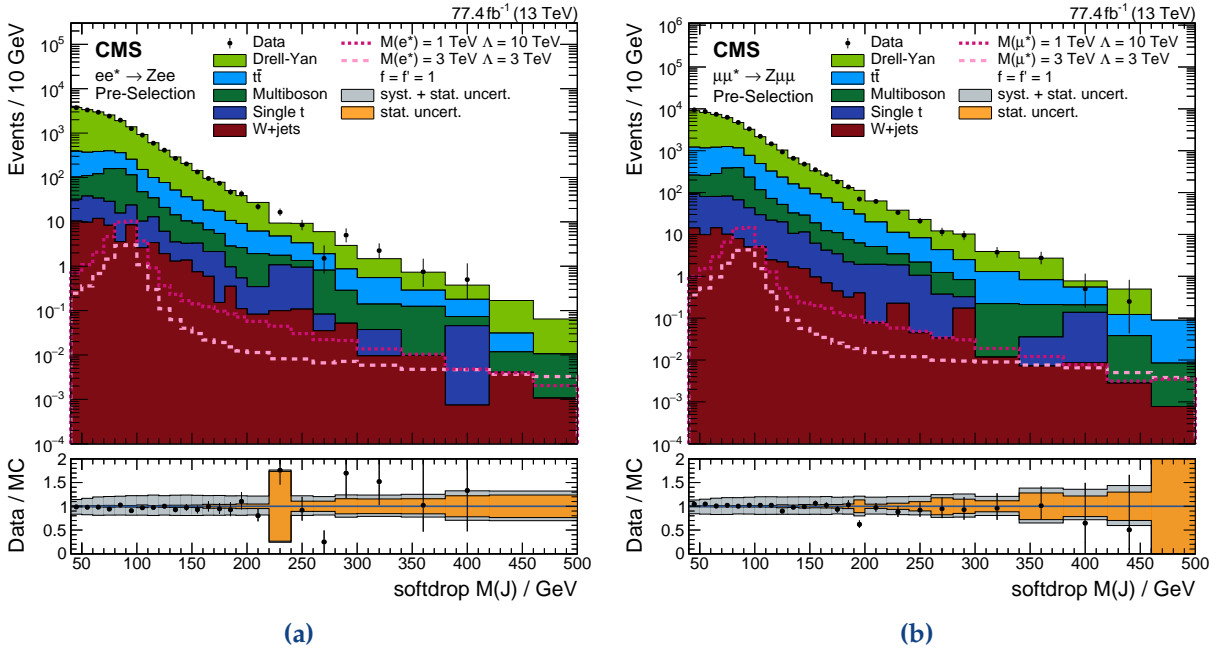 77.4 fb⁻¹ (13 TeV)
Events / 10 GeV
10⁵
10⁴
10³
10²
10
1
10⁻¹
10⁻²
10⁻³
10⁻⁴
CMS
ee* → Zee
Pre-Selection
Data
Drell-Yan
tt̄
Multiboson
Single t
W+jets
M(e*) = 1 TeV Λ = 10 TeV
M(e*) = 3 TeV Λ = 3 TeV
f = f' = 1
syst. + stat. uncert.
stat. uncert.
Data / MC
2
1.5
1
0.5
0
50 100 150 200 250 300 350 400 450 500
softdrop M(J) / GeV
(a)
77.4 fb⁻¹ (13 TeV)
Events / 10 GeV
10⁶
10⁵
10⁴
10³
10²
10
1
10⁻¹
10⁻²
10⁻³
10⁻⁴
CMS
μμ* → Zμμ
Pre-Selection
Data
Drell-Yan
tt̄
Multiboson
Single t
W+jets
M(μ*) = 1 TeV Λ = 10 TeV
M(μ*) = 3 TeV Λ = 3 TeV
f = f' = 1
syst. + stat. uncert.
stat. uncert.
Data / MC
2
1.5
1
0.5
0
50 100 150 200 250 300 350 400 450 500
softdrop M(J) / GeV
(b)